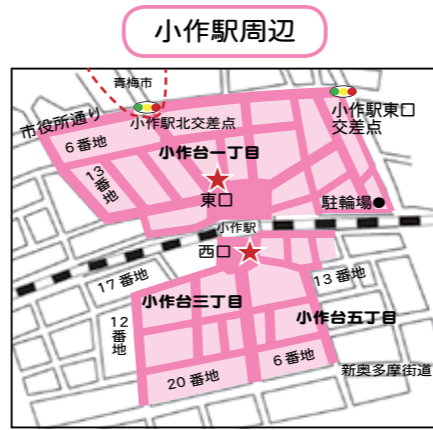 小作駅周辺
青梅市
市役所通り
小作駅北交差点
小作駅東口
交差点
6番地
小作台一丁目
13番地
東口
駐輪場
小作駅
西口
17番地
13番地
小作台三丁目
12番地
小作台五丁目
6番地
20番地
新奥多摩街道